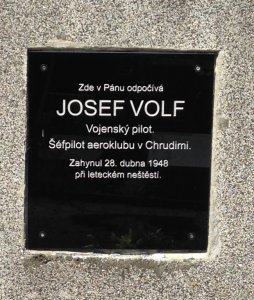 Zde v Pánu odpočívá
JOSEF VOLF
Vojenský pilot.
Šéfpilot aeroklubu v Chrudimi.
Zahynul 28. dubna 1948
při leteckém neštěstí.